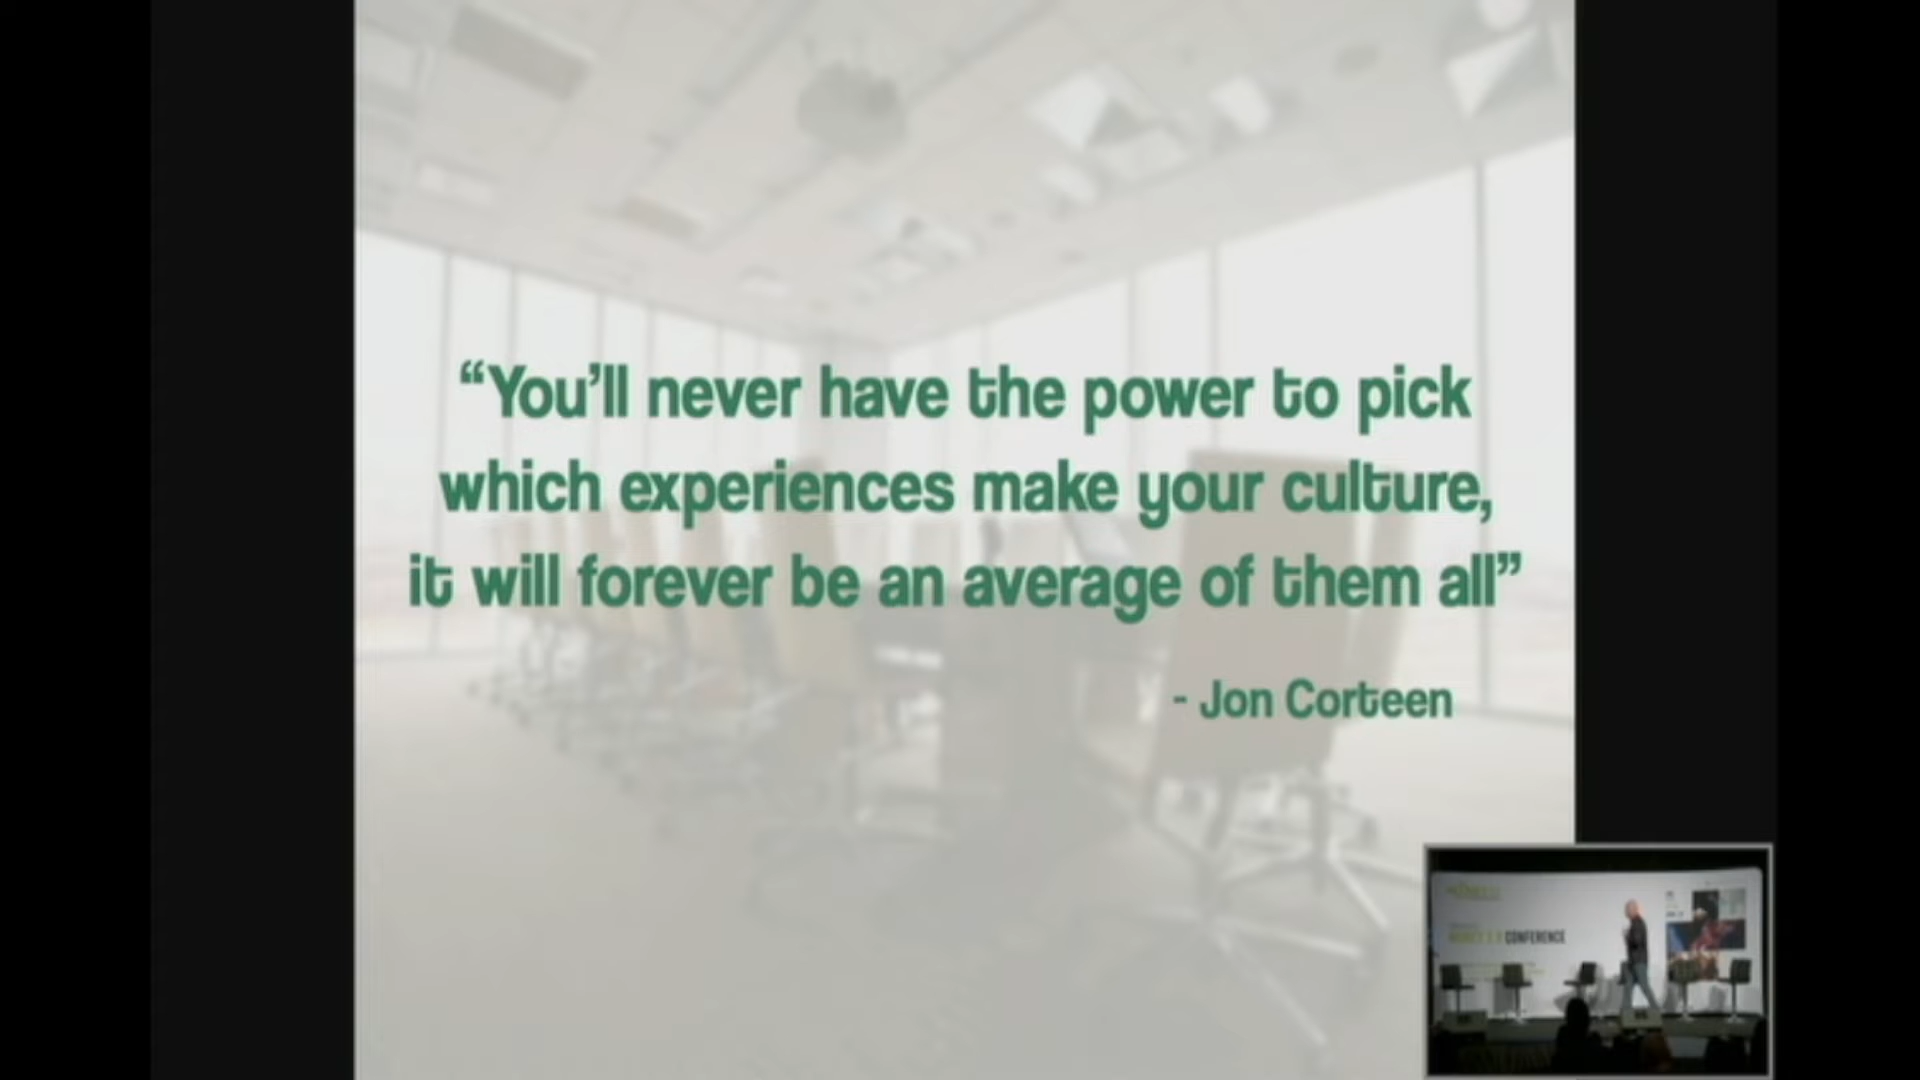 “You’ll never have the power to pick
which experiences make your culture,
it will forever be an average of them all”
- Jon Corteen
CONFERENCE